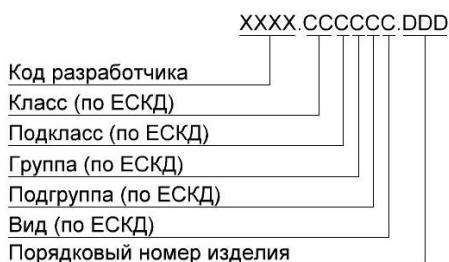 XXXX.CCCCCC.DDD
Код разработчика
Класс (по ЕСКД)
Подкласс (по ЕСКД)
Группа (по ЕСКД)
Подгруппа (по ЕСКД)
Вид (по ЕСКД)
Порядковый номер изделия